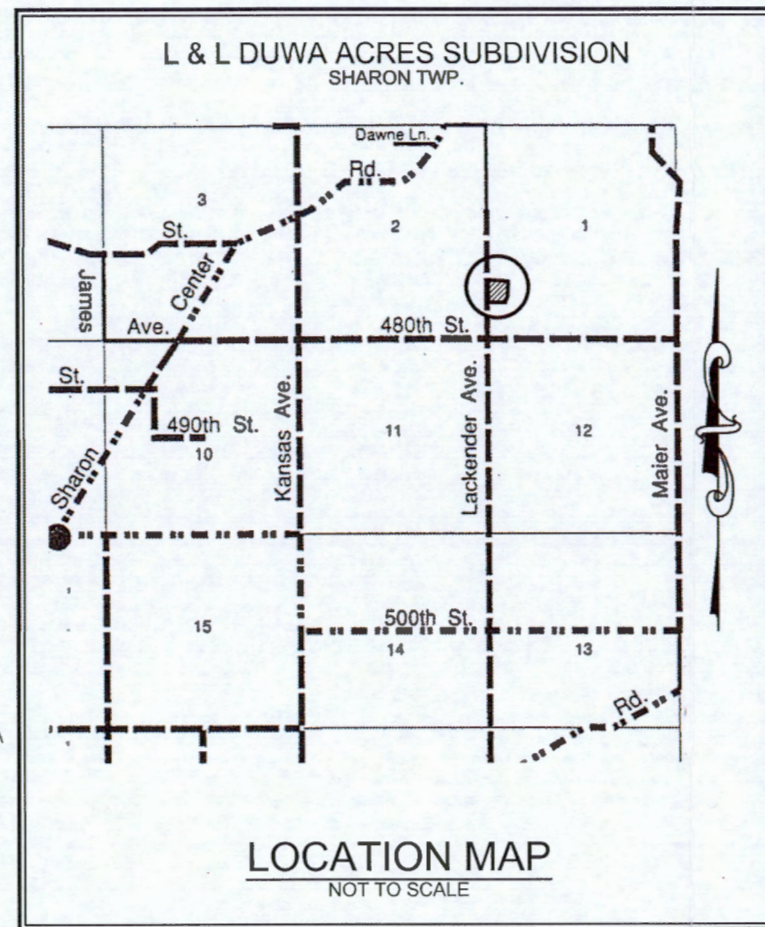 L & L DUWA ACRES SUBDIVISION
SHARON TWP.
Dawne Ln.
Rd.
3
2
1
St.
Center
James
Ave.
480th St.
St.
490th St.
10
Kansas Ave.
11
Lackender Ave.
12
Maier Ave.
Sharon
15
500th St.
14
13
Rd.
LOCATION MAP
NOT TO SCALE